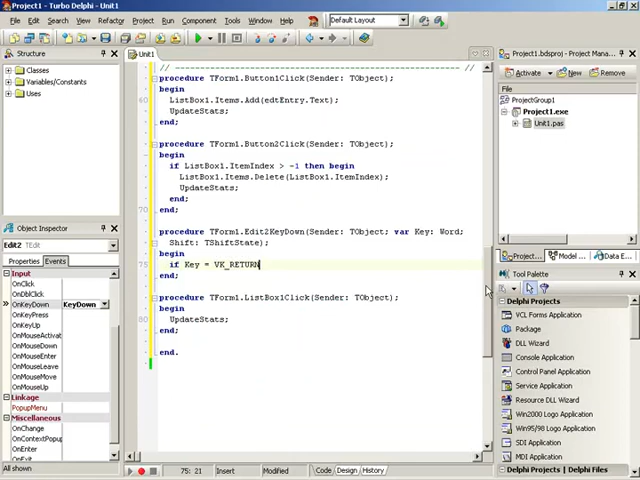 Project1 - Turbo Delphi - Unit1
File Edit Search View Refactor Project Run Component Tools Window Help
Default Layout
Structure
Classes
Variables/Constants
Uses
Object Inspector
Edit2 TEdit
Properties Events
Input
OnClick
OnDblClick
OnKeyDown KeyDown
OnKeyPress
OnKeyUp
OnMouseActivat
OnMouseDown
OnMouseEnter
OnMouseLeave
OnMouseMove
OnMouseUp
Linkage
PopupMenu
Miscellaneous
OnChange
OnContextPopup
OnEnter
OnExit
All shown
Unit1
// ---------------------------------------------------------- //
procedure TForm1.Button1Click(Sender: TObject);
begin
60 ListBox1.Items.Add(edtEntry.Text);
UpdateStats;
end;
procedure TForm1.Button2Click(Sender: TObject);
begin
if ListBox1.ItemIndex > -1 then begin
ListBox1.Items.Delete(ListBox1.ItemIndex);
UpdateStats;
end;
70 end;
procedure TForm1.Edit2KeyDown(Sender: TObject; var Key: Word;
Shift: TShiftState);
begin
75 if Key = VK_RETURN
end;
procedure TForm1.ListBox1Click(Sender: TObject);
begin
80 UpdateStats;
end;
end.
75: 21 Insert Modified Code Design History
Project1.bdsproj - Project Mana...
Activate New Remove
File
ProjectGroup1
Project1.exe
Unit1.pas
Project... Model ... Data E...
Tool Palette
Delphi Projects
VCL Forms Application
Package
DLL Wizard
Console Application
Control Panel Application
Service Application
Resource DLL Wizard
Win2000 Logo Application
Win95/98 Logo Application
SDI Application
MDI Application
Delphi Projects | Delphi Files